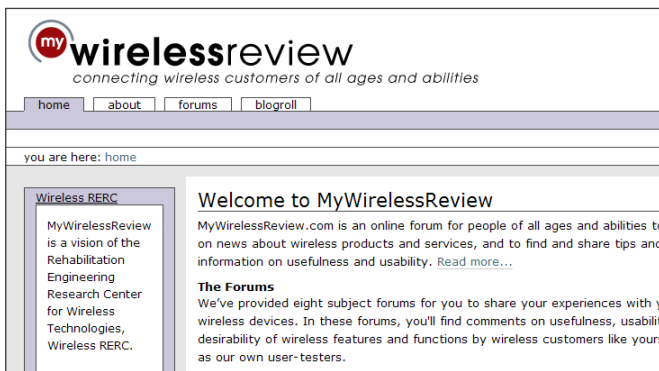 my wirelessreview
connecting wireless customers of all ages and abilities
home about forums blogroll
you are here: home
Wireless RERC
MyWirelessReview
is a vision of the
Rehabilitation
Engineering
Research Center
for Wireless
Technologies,
Wireless RERC.
Welcome to MyWirelessReview
MyWirelessReview.com is an online forum for people of all ages and abilities
on news about wireless products and services, and to find and share tips and
information on usefulness and usability. Read more...
The Forums
We've provided eight subject forums for you to share your experiences with
wireless devices. In these forums, you'll find comments on usefulness,
desirability of wireless features and functions by wireless customers like
as our own user-testers.